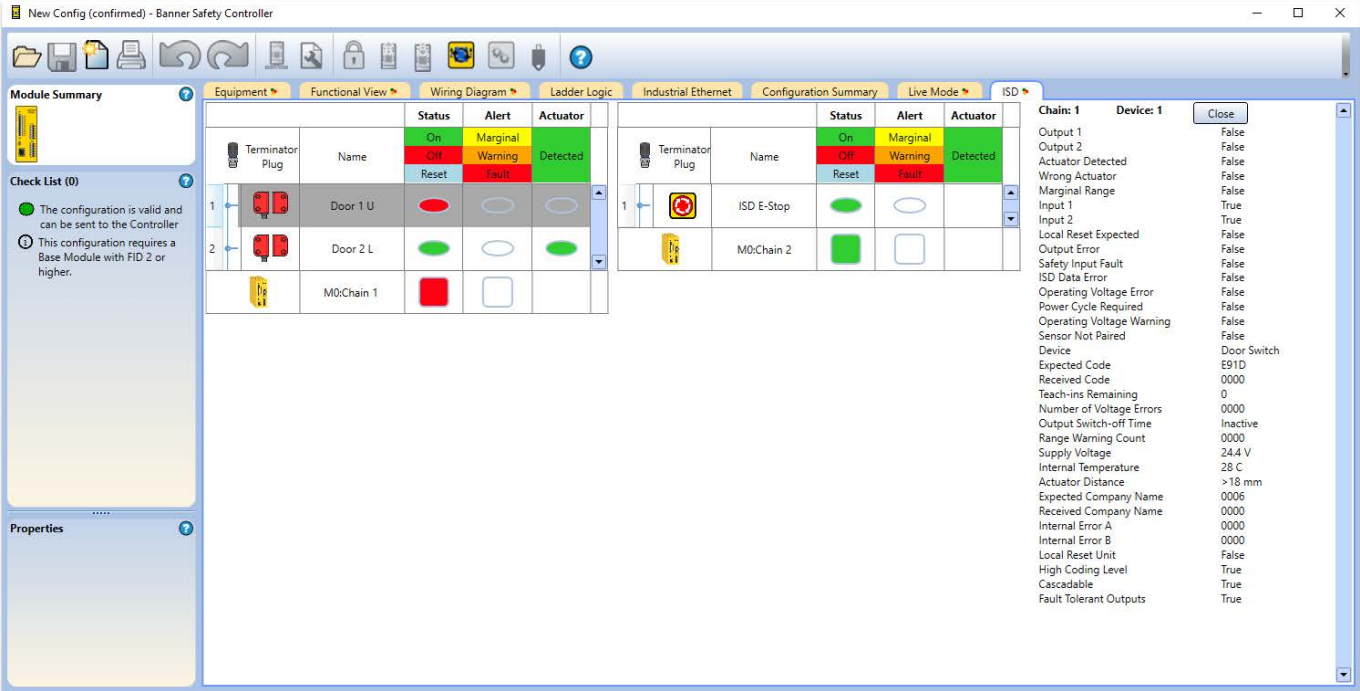 New Config (confirmed) - Banner Safety Controller
Equipment Functional View Wiring Diagram Ladder Logic Industrial Ethernet Configuration Summary Live Mode ISD
Module Summary
Check List (0)
The configuration is valid and
can be sent to the Controller
This configuration requires a
Base Module with FID 2 or
higher.
Properties
Status Alert Actuator
Terminator
Plug
Name
On Marginal
Off Warning Detected
Reset Fault
1 Door 1 U
2 Door 2 L
M0:Chain 1
Status Alert Actuator
Terminator
Plug
Name
On Marginal
Off Warning Detected
Reset Fault
1 ISD E-Stop
M0:Chain 2
Chain: 1 Device: 1 Close
Output 1 False
Output 2 False
Actuator Detected False
Wrong Actuator False
Marginal Range False
Input 1 True
Input 2 True
Local Reset Expected False
Output Error False
Safety Input Fault False
ISD Data Error False
Operating Voltage Error False
Power Cycle Required False
Operating Voltage Warning False
Sensor Not Paired False
Device Door Switch
Expected Code E91D
Received Code 0000
Teach-ins Remaining 0
Number of Voltage Errors 0000
Output Switch-off Time Inactive
Range Warning Count 0000
Supply Voltage 24.4 V
Internal Temperature 28 C
Actuator Distance >18 mm
Expected Company Name 0006
Received Company Name 0000
Internal Error A 0000
Internal Error B 0000
Local Reset Unit False
High Coding Level True
Cascadable True
Fault Tolerant Outputs True